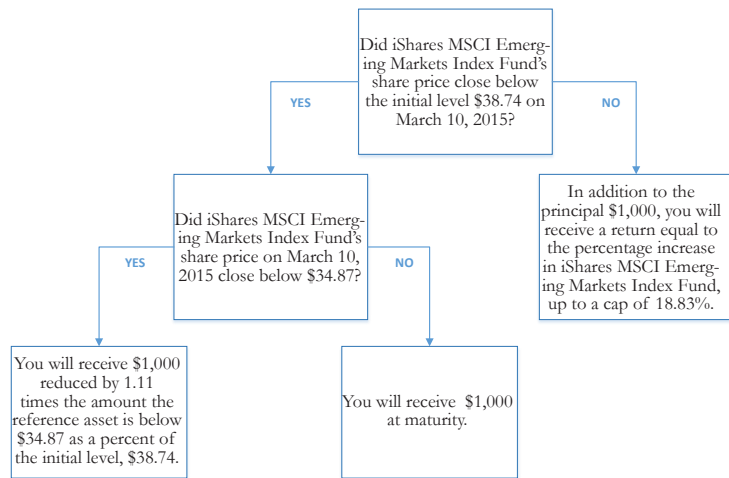 Did iShares MSCI Emerg-
ing Markets Index Fund's
share price close below
the initial level $38.74 on
March 10, 2015?
YES
NO
Did iShares MSCI Emerg-
ing Markets Index Fund's
share price on March 10,
2015 close below $34.87?
In addition to the
principal $1,000, you will
receive a return equal to
the percentage increase
in iShares MSCI Emerg-
ing Markets Index Fund,
up to a cap of 18.83%.
YES
NO
You will receive $1,000
reduced by 1.11
times the amount the
reference asset is below
$34.87 as a percent of
the initial level, $38.74.
You will receive $1,000
at maturity.